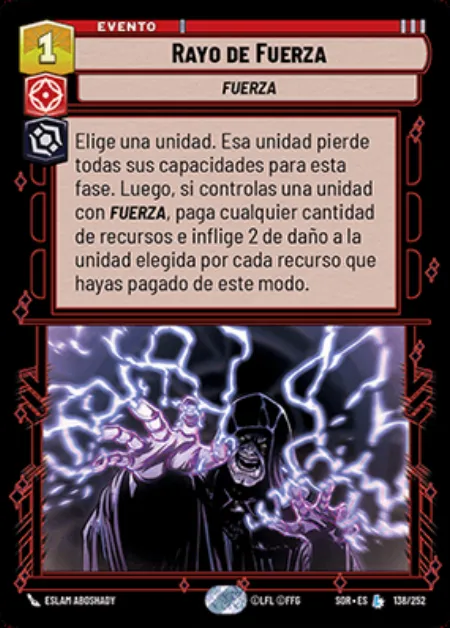 EVENTO
1
RAYO DE FUERZA
FUERZA
Elige una unidad. Esa unidad pierde
todas sus capacidades para esta
fase. Luego, si controlas una unidad
con FUERZA, paga cualquier cantidad
de recursos e inflige 2 de daño a la
unidad elegida por cada recurso que
hayas pagado de este modo.
ESLAM ABOSHADY
©LFL ©FFG
SOR • ES
L
138/252